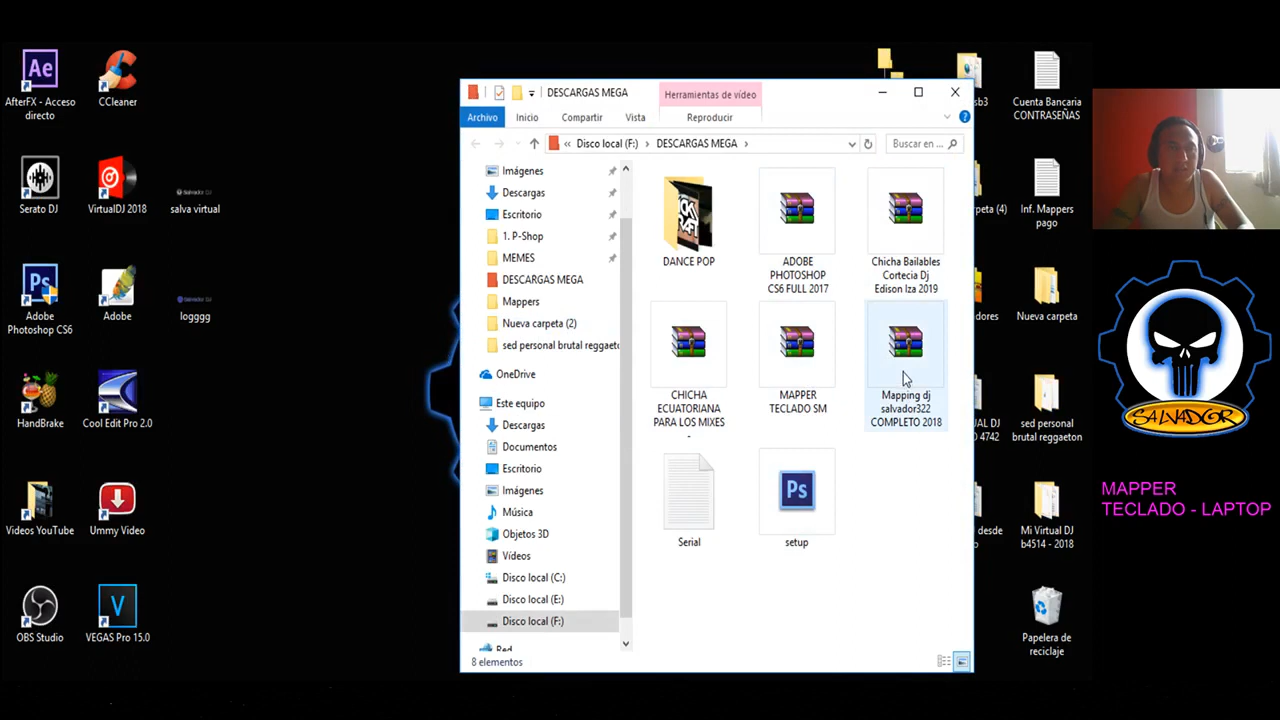 AfterFX - Acceso
directo
CCleaner
Serato DJ
VirtualDJ 2018
salva virtual
Adobe
Photoshop CS6
Adobe
logggg
HandBrake
Cool Edit Pro 2.0
Videos YouTube
Ummy Video
OBS Studio
VEGAS Pro 15.0
DESCARGAS MEGA
Herramientas de vídeo
Archivo
Inicio
Compartir
Vista
Reproducir
« Disco local (F:) > DESCARGAS MEGA >
Buscar en ...
Imágenes
Descargas
Escritorio
1. P-Shop
MEMES
DESCARGAS MEGA
Mappers
Nueva carpeta (2)
sed personal brutal reggaeto
OneDrive
Este equipo
Descargas
Documentos
Escritorio
Imágenes
Música
Objetos 3D
Vídeos
Disco local (C:)
Disco local (E:)
Disco local (F:)
Red
8 elementos
DANCE POP
ADOBE
PHOTOSHOP
CS6 FULL 2017
Chicha Bailables
Cortecia Dj
Edison Iza 2019
CHICHA
ECUATORIANA
PARA LOS MIXES
-
MAPPER
TECLADO SM
Mapping dj
salvador322
COMPLETO 2018
Serial
Ps
setup
sb3
Cuenta Bancaria
CONTRASEÑAS
rpeta (4)
Inf. Mappers
pago
dores
Nueva carpeta
UAL DJ
4742
sed personal
brutal reggaeton
s desde
o
Mi Virtual DJ
b4514 - 2018
Papelera de
reciclaje
SALVADOR
MAPPER
TECLADO - LAPTOP